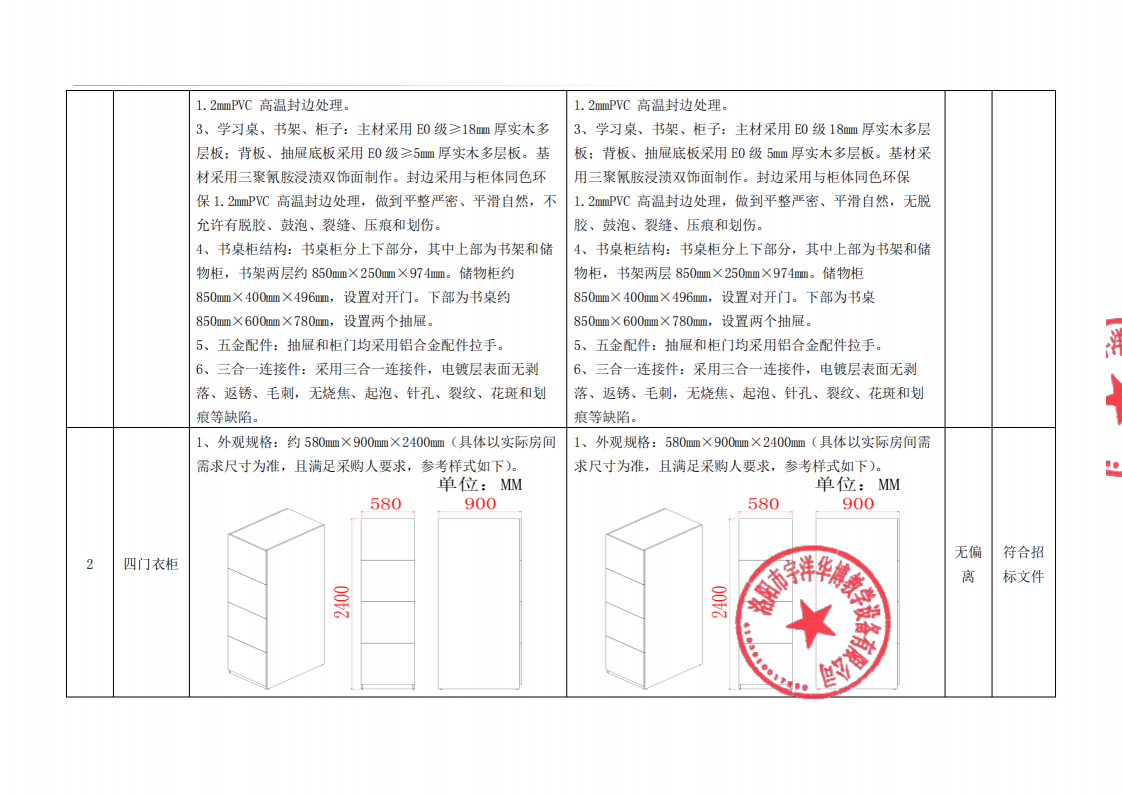 1.2mmPVC 高温封边处理。
3、学习桌、书架、柜子：主材采用 E0 级≥18mm 厚实木多
层板；背板、抽屉底板采用 E0 级≥5mm 厚实木多层板。基
材采用三聚氰胺浸渍双饰面制作。封边采用与柜体同色环
保 1.2mmPVC 高温封边处理，做到平整严密、平滑自然，不
允许有脱胶、鼓泡、裂缝、压痕和划伤。
4、书桌柜结构：书桌柜分上下部分，其中上部为书架和储
物柜，书架两层约 850mm×250mm×974mm。储物柜约
850mm×400mm×496mm，设置对开门。下部为书桌约
850mm×600mm×780mm，设置两个抽屉。
5、五金配件：抽屉和柜门均采用铝合金配件拉手。
6、三合一连接件：采用三合一连接件，电镀层表面无剥
落、返锈、毛刺，无烧焦、起泡、针孔、裂纹、花斑和划
痕等缺陷。
1.2mmPVC 高温封边处理。
3、学习桌、书架、柜子：主材采用 E0 级 18mm 厚实木多层
板；背板、抽屉底板采用 E0 级 5mm 厚实木多层板。基材采
用三聚氰胺浸渍双饰面制作。封边采用与柜体同色环保
1.2mmPVC 高温封边处理，做到平整严密、平滑自然，无脱
胶、鼓泡、裂缝、压痕和划伤。
4、书桌柜结构：书桌柜分上下部分，其中上部为书架和储
物柜，书架两层 850mm×250mm×974mm。储物柜
850mm×400mm×496mm，设置对开门。下部为书桌
850mm×600mm×780mm，设置两个抽屉。
5、五金配件：抽屉和柜门均采用铝合金配件拉手。
6、三合一连接件：采用三合一连接件，电镀层表面无剥
落、返锈、毛刺，无烧焦、起泡、针孔、裂纹、花斑和划
痕等缺陷。
2
四门衣柜
1、外观规格：约 580mm×900mm×2400mm（具体以实际房间
需求尺寸为准，且满足采购人要求，参考样式如下）。
单位：MM
580
900
2400
1、外观规格：580mm×900mm×2400mm（具体以实际房间需
求尺寸为准，且满足采购人要求，参考样式如下）。
单位：MM
580
900
2400
洛阳市宇洋华博教学设备有限公司
无偏
离
符合招
标文件